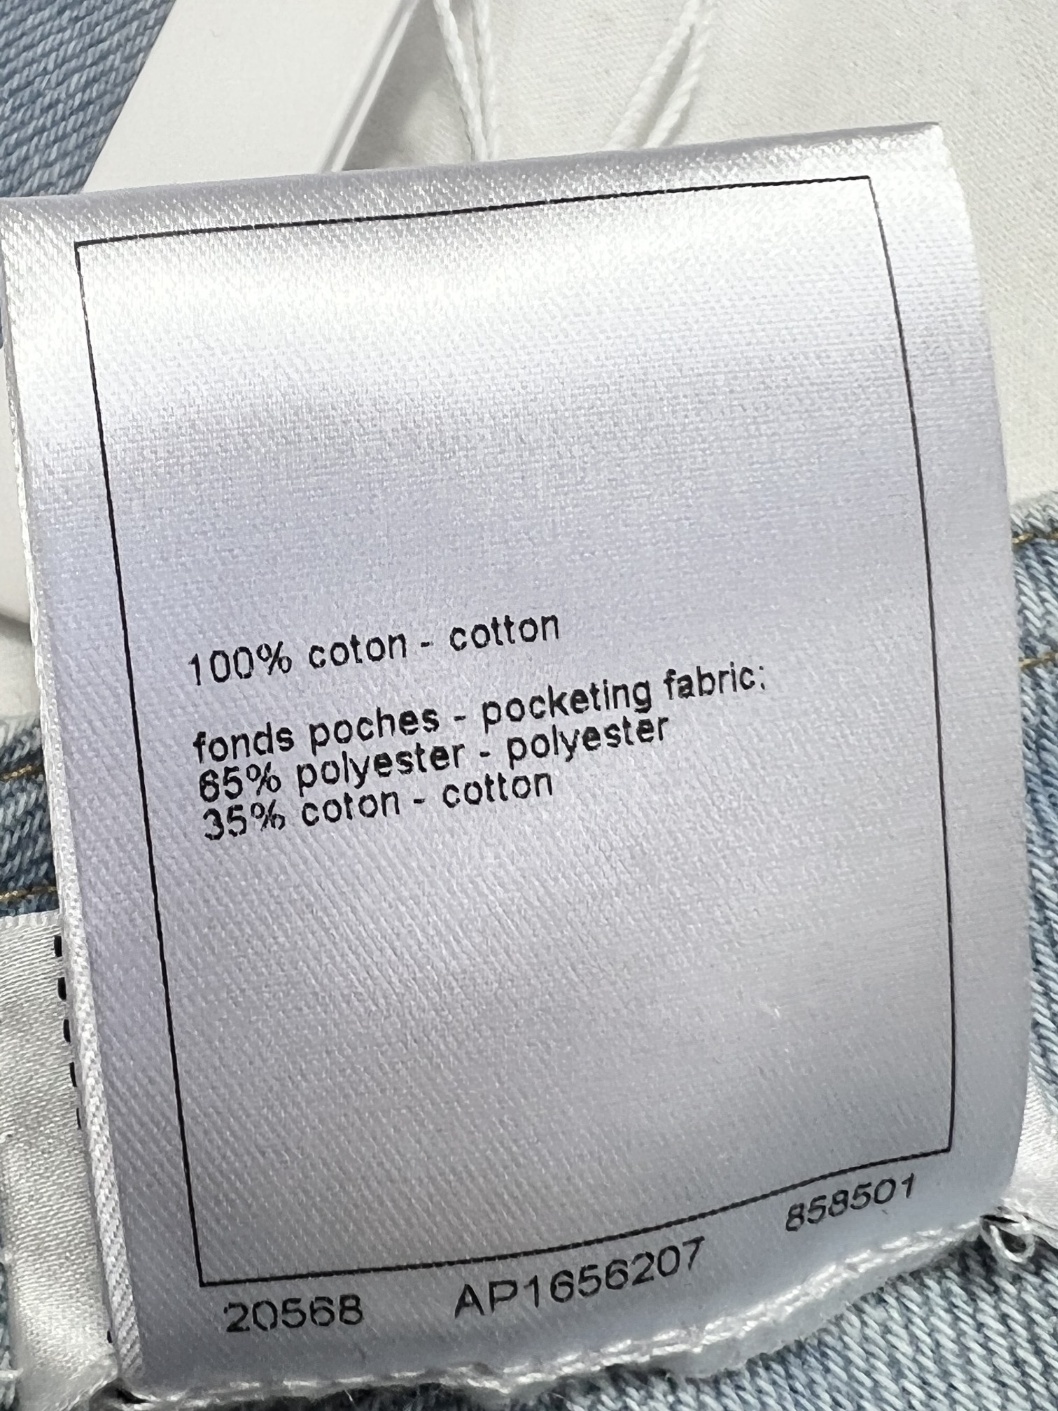 100% coton - cotton
fonds poches - pocketing fabric:
65% polyester - polyester
35% coton - cotton
20568 AP1656207 858501